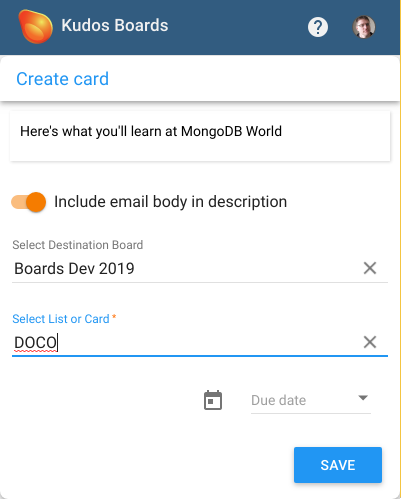 Kudos Boards
Create card
Here's what you'll learn at MongoDB World
Include email body in description
Select Destination Board
Boards Dev 2019
Select List or Card *
DOCO
Due date
SAVE